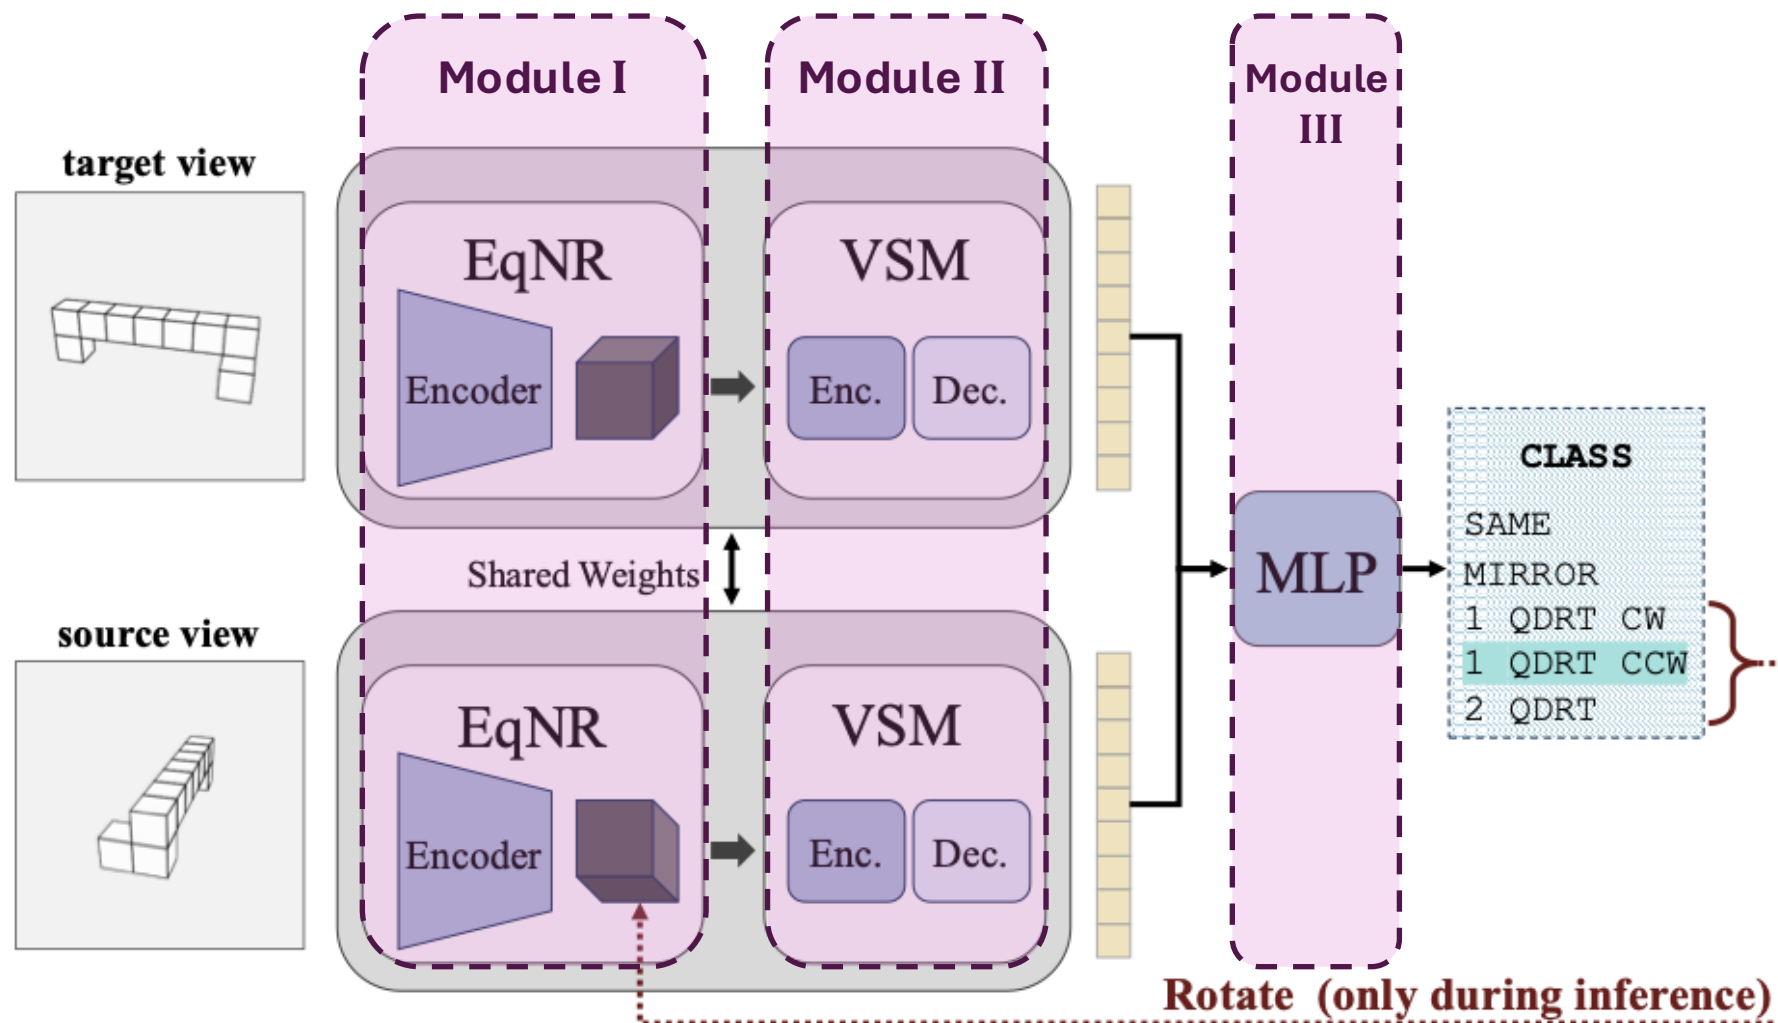 Module I
Module II
Module
III
target view
EqNR
Encoder
VSM
Enc.
Dec.
Shared Weights
source view
EqNR
Encoder
VSM
Enc.
Dec.
MLP
CLASS
SAME
MIRROR
1 QDRT CW
1 QDRT CCW
2 QDRT
Rotate (only during inference)